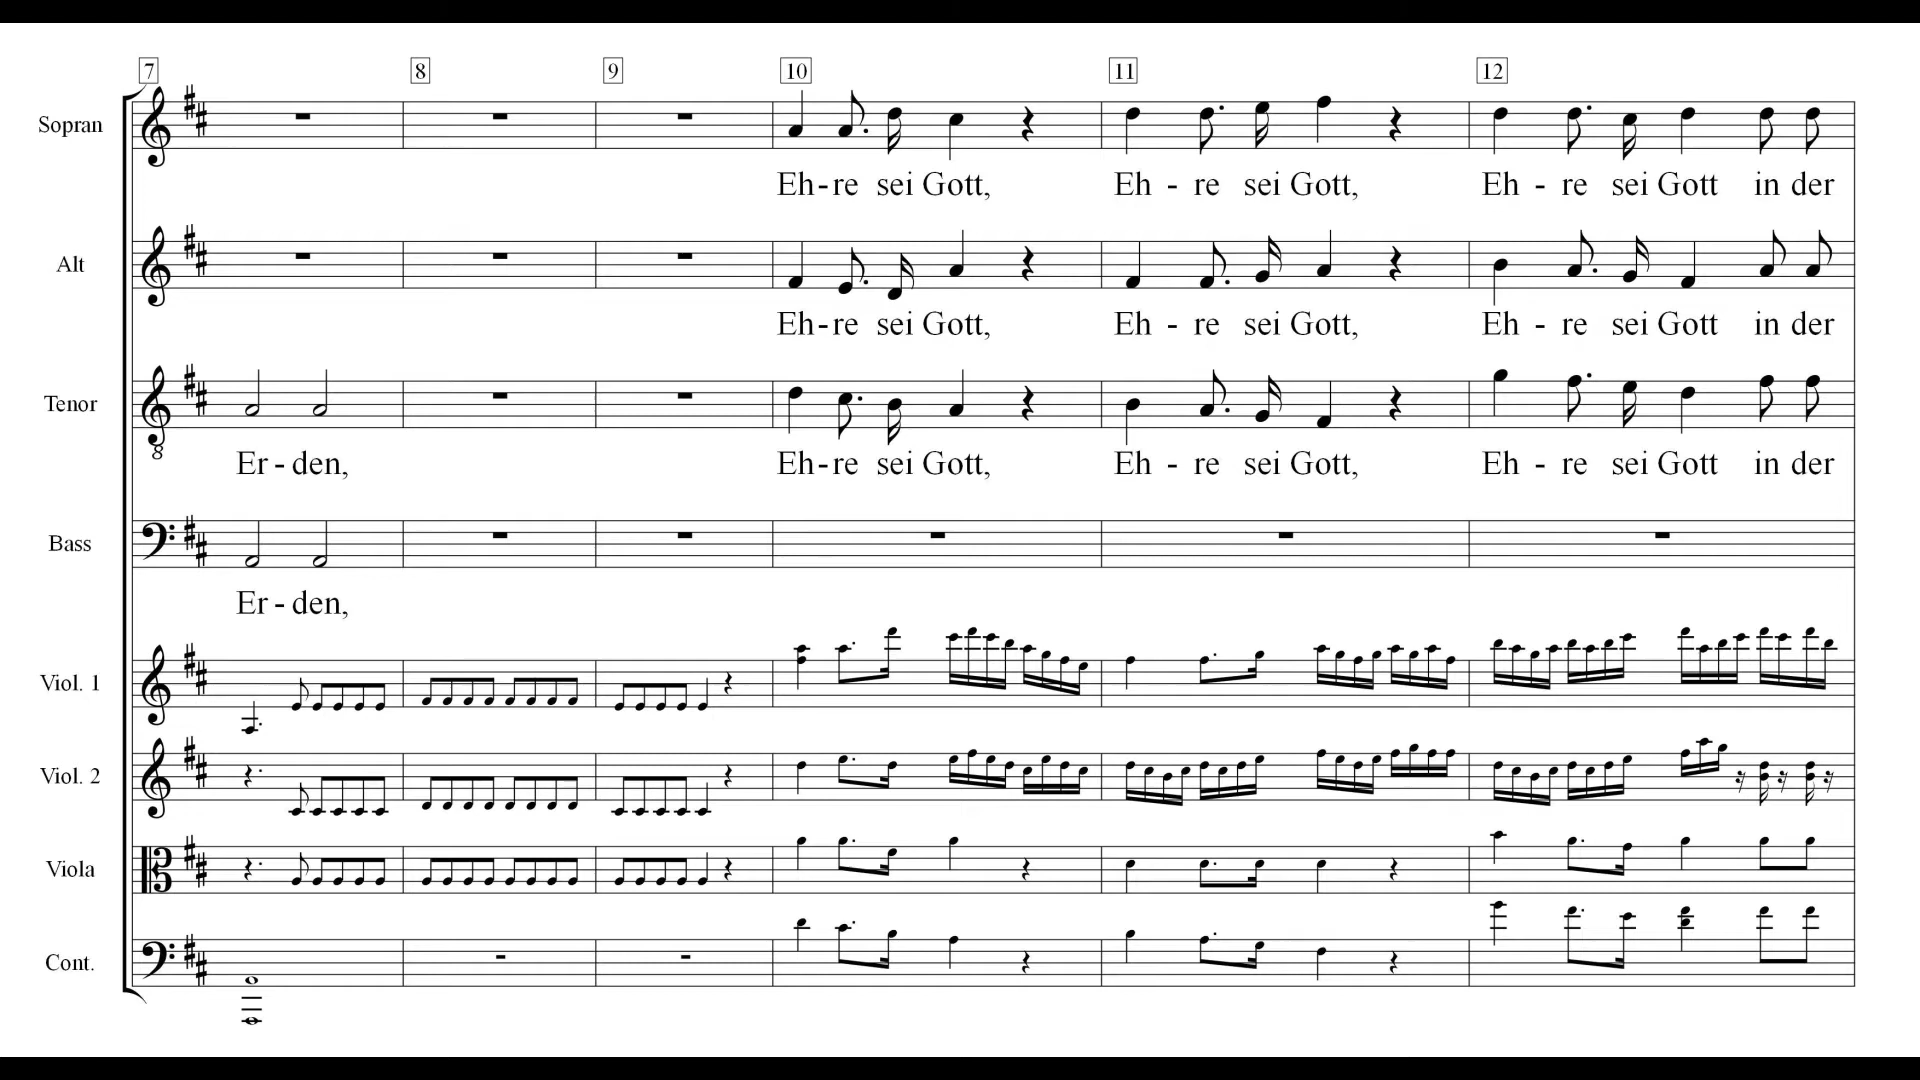 7 8 9 10 11 12
Sopran
Eh-re sei Gott, Eh - re sei Gott, Eh - re sei Gott in der
Alt
Eh-re sei Gott, Eh - re sei Gott, Eh - re sei Gott in der
Tenor
8
Er-den, Eh-re sei Gott, Eh - re sei Gott, Eh - re sei Gott in der
Bass
Er-den,
Viol. 1
Viol. 2
Viola
Cont.